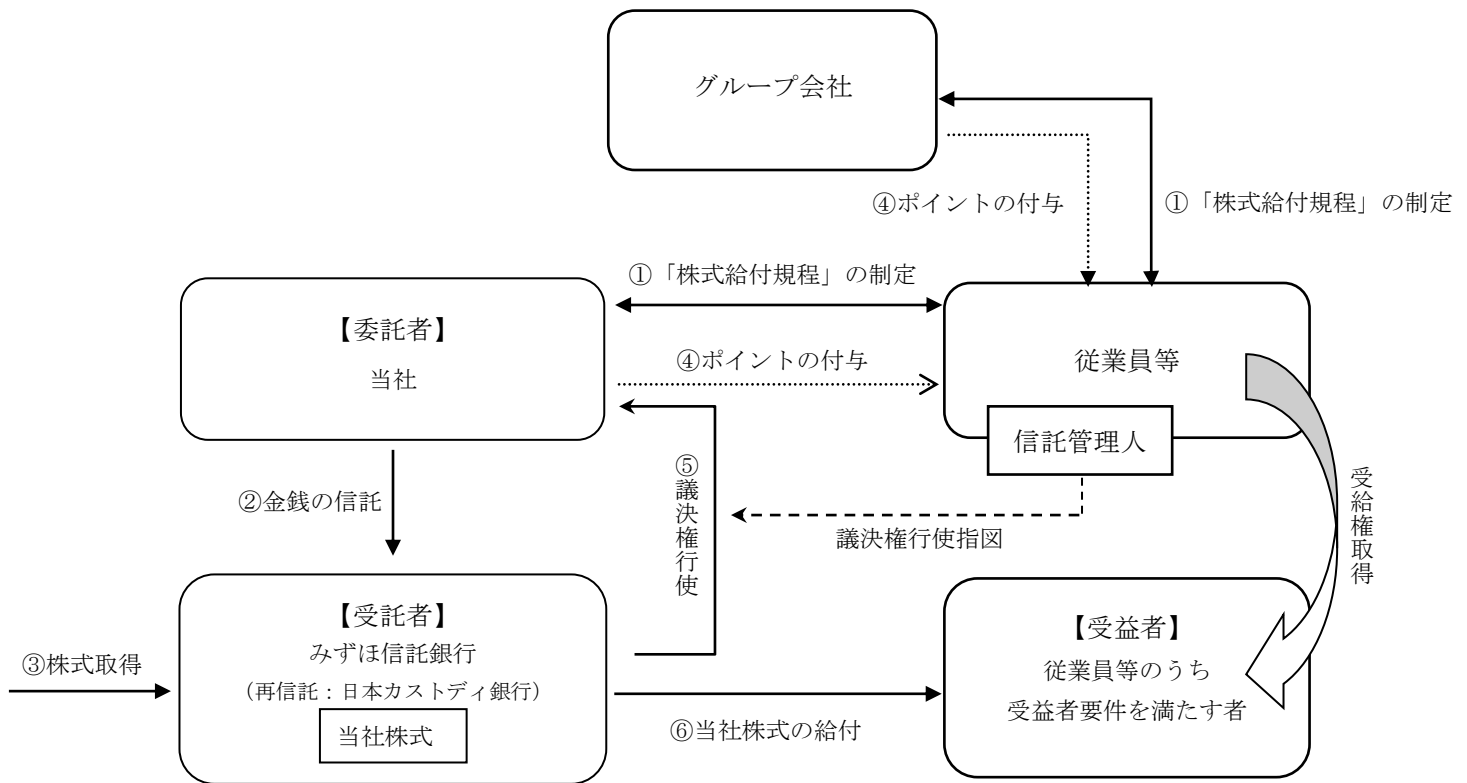 グループ会社
④ポイントの付与
①「株式給付規程」の制定
①「株式給付規程」の制定
【委託者】
当社
④ポイントの付与
従業員等
信託管理人
②金銭の信託
⑤議決権行使
議決権行使指図
受給権取得
【受託者】
みずほ信託銀行
（再信託：日本カストディ銀行）
当社株式
③株式取得
⑥当社株式の給付
【受益者】
従業員等のうち
受益者要件を満たす者